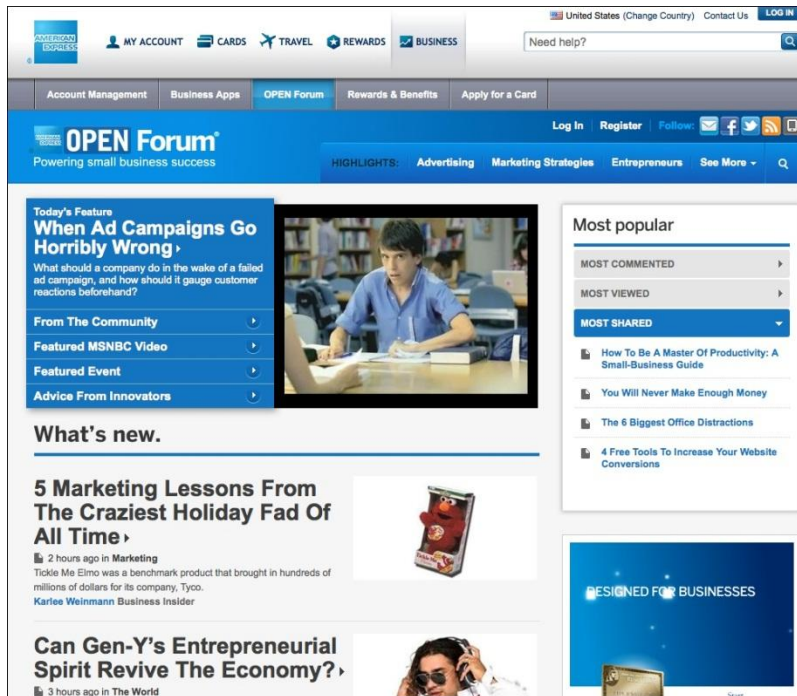 AMERICAN
EXPRESS
®
MY ACCOUNT
CARDS
TRAVEL
REWARDS
BUSINESS
United States (Change Country)
Contact Us
LOG IN
Need help?
Account Management
Business Apps
OPEN Forum
Rewards & Benefits
Apply for a Card
OPEN Forum®
Powering small business success
Log In
Register
Follow:
HIGHLIGHTS:
Advertising
Marketing Strategies
Entrepreneurs
See More
Today's Feature
When Ad Campaigns Go
Horribly Wrong
What should a company do in the wake of a failed
ad campaign, and how should it gauge customer
reactions beforehand?
From The Community
Featured MSNBC Video
Featured Event
Advice From Innovators
Most popular
MOST COMMENTED
MOST VIEWED
MOST SHARED
How To Be A Master Of Productivity: A
Small-Business Guide
You Will Never Make Enough Money
The 6 Biggest Office Distractions
4 Free Tools To Increase Your Website
Conversions
What's new.
5 Marketing Lessons From
The Craziest Holiday Fad Of
All Time
2 hours ago in Marketing
Tickle Me Elmo was a benchmark product that brought in hundreds of
millions of dollars for its company, Tyco.
Karlee Weinmann Business Insider
Can Gen-Y's Entrepreneurial
Spirit Revive The Economy?
3 hours ago in The World
DESIGNED FOR BUSINESSES